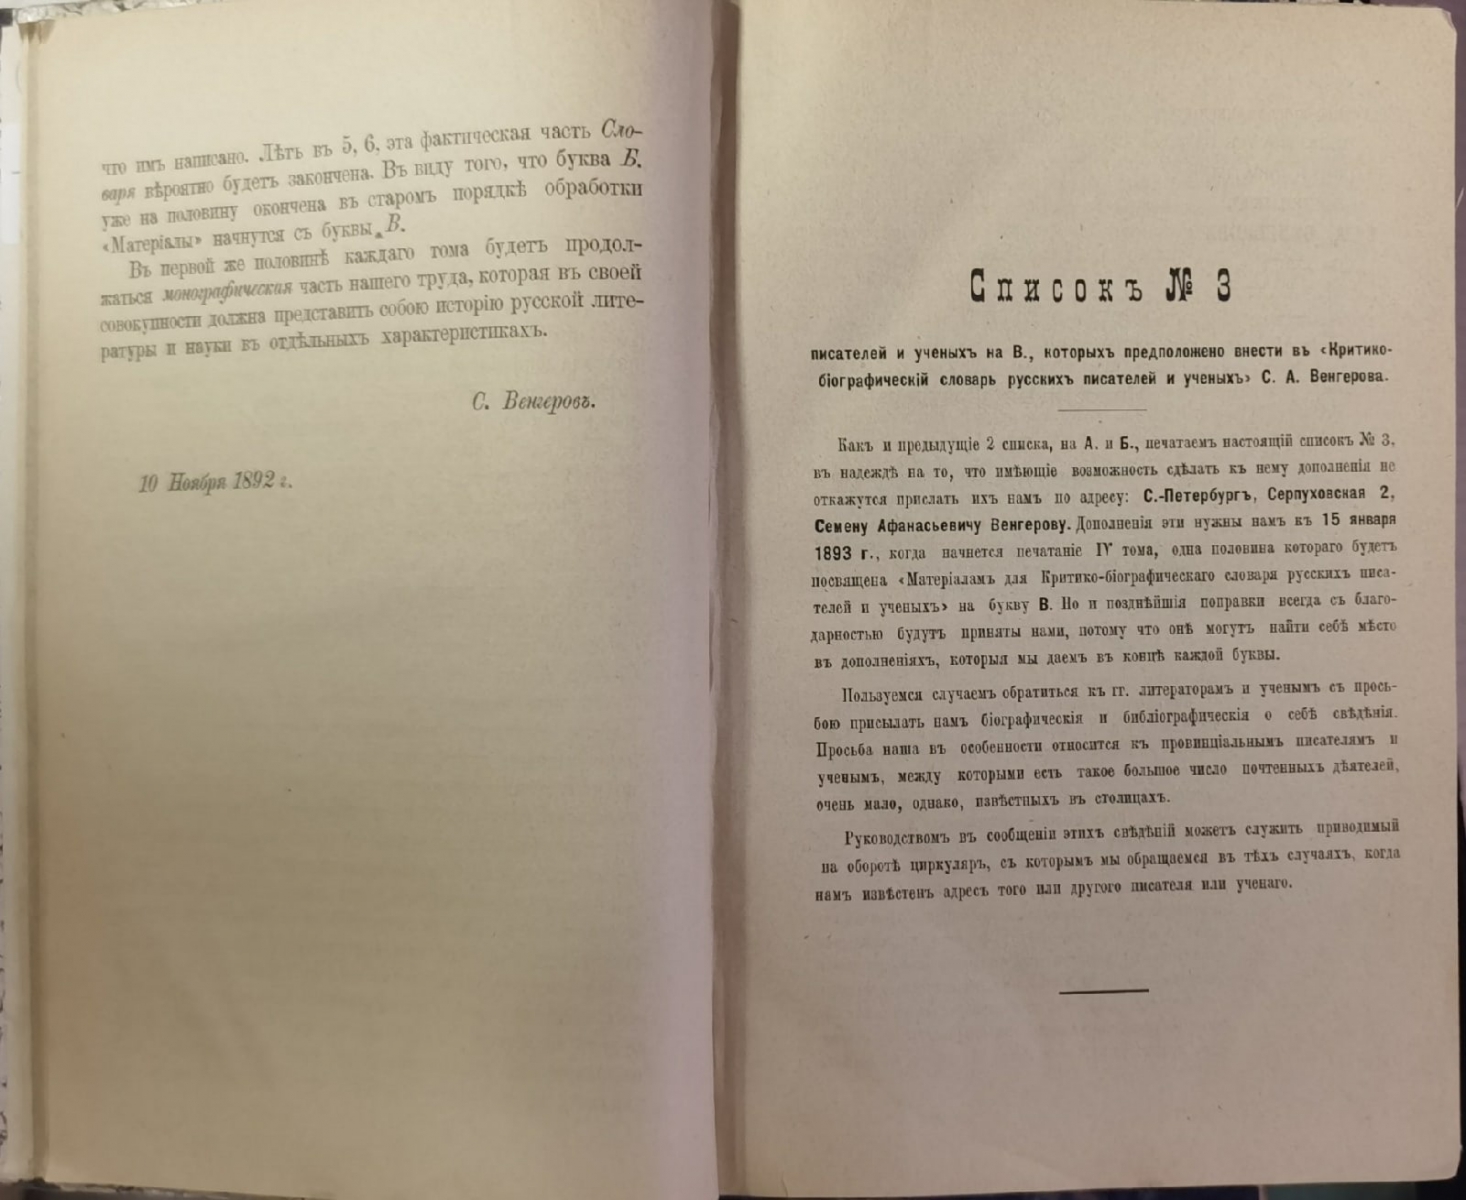 что имъ написано. Лѣтъ въ 5, 6, эта фактическая часть Сло-
варя вѣроятно будетъ закончена. Въ виду того, что буква Б.
уже на половину окончена въ старомъ порядкѣ обработки
«Матеріалы» начнутся съ буквы В.
Въ первой же половинѣ каждаго тома будетъ продол-
жаться монографическая часть нашего труда, которая въ своей
совокупности должна представить собою исторію русской лите-
ратуры и науки въ отдѣльныхъ характеристикахъ.
С. Венгеровъ.
10 Ноября 1892 г.
Списокъ № 3
писателей и ученыхъ на В., которыхъ предположено внести въ «Критико-
біографическій словарь русскихъ писателей и ученыхъ» С. А. Венгерова.
Какъ и предыдущіе 2 списка, на А. и Б., печатаемъ настоящій списокъ № 3,
въ надеждѣ на то, что имѣющіе возможность сдѣлать къ нему дополненія не
откажутся прислать ихъ намъ по адресу: С.-Петербургъ, Серпуховская 2,
Семену Афанасьевичу Венгерову. Дополненія эти нужны намъ къ 15 января
1893 г., когда начнется печатаніе IV тома, одна половина котораго будетъ
посвящена «Матеріаламъ для Критико-біографическаго словаря русскихъ писа-
телей и ученыхъ» на букву В. Но и позднѣйшія поправки всегда съ благо-
дарностью будутъ приняты нами, потому что онѣ могутъ найти себѣ мѣсто
въ дополненіяхъ, которыя мы даемъ въ концѣ каждой буквы.
Пользуемся случаемъ обратиться къ гг. литераторамъ и ученымъ съ прось-
бою присылать намъ біографическія и библіографическія о себѣ свѣдѣнія.
Просьба наша въ особенности относится къ провинціальнымъ писателямъ и
ученымъ, между которыми есть такое большое число почтенныхъ дѣятелей,
очень мало, однако, извѣстныхъ въ столицахъ.
Руководствомъ въ сообщеніи этихъ свѣдѣній можетъ служить приводимый
на оборотѣ циркуляръ, съ которымъ мы обращаемся въ тѣхъ случаяхъ, когда
намъ извѣстенъ адресъ того или другого писателя или ученаго.